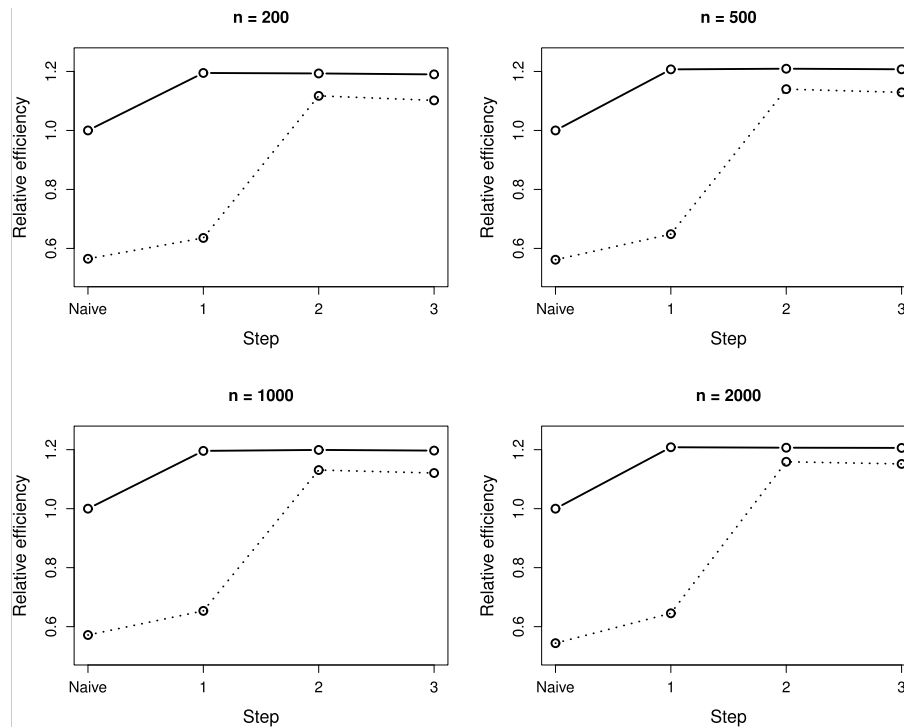 n = 200
Relative efficiency
1.2
1.0
0.8
0.6
Naive 1 2 3
Step
n = 500
Relative efficiency
1.2
1.0
0.8
0.6
Naive 1 2 3
Step
n = 1000
Relative efficiency
1.2
1.0
0.8
0.6
Naive 1 2 3
Step
n = 2000
Relative efficiency
1.2
1.0
0.8
0.6
Naive 1 2 3
Step